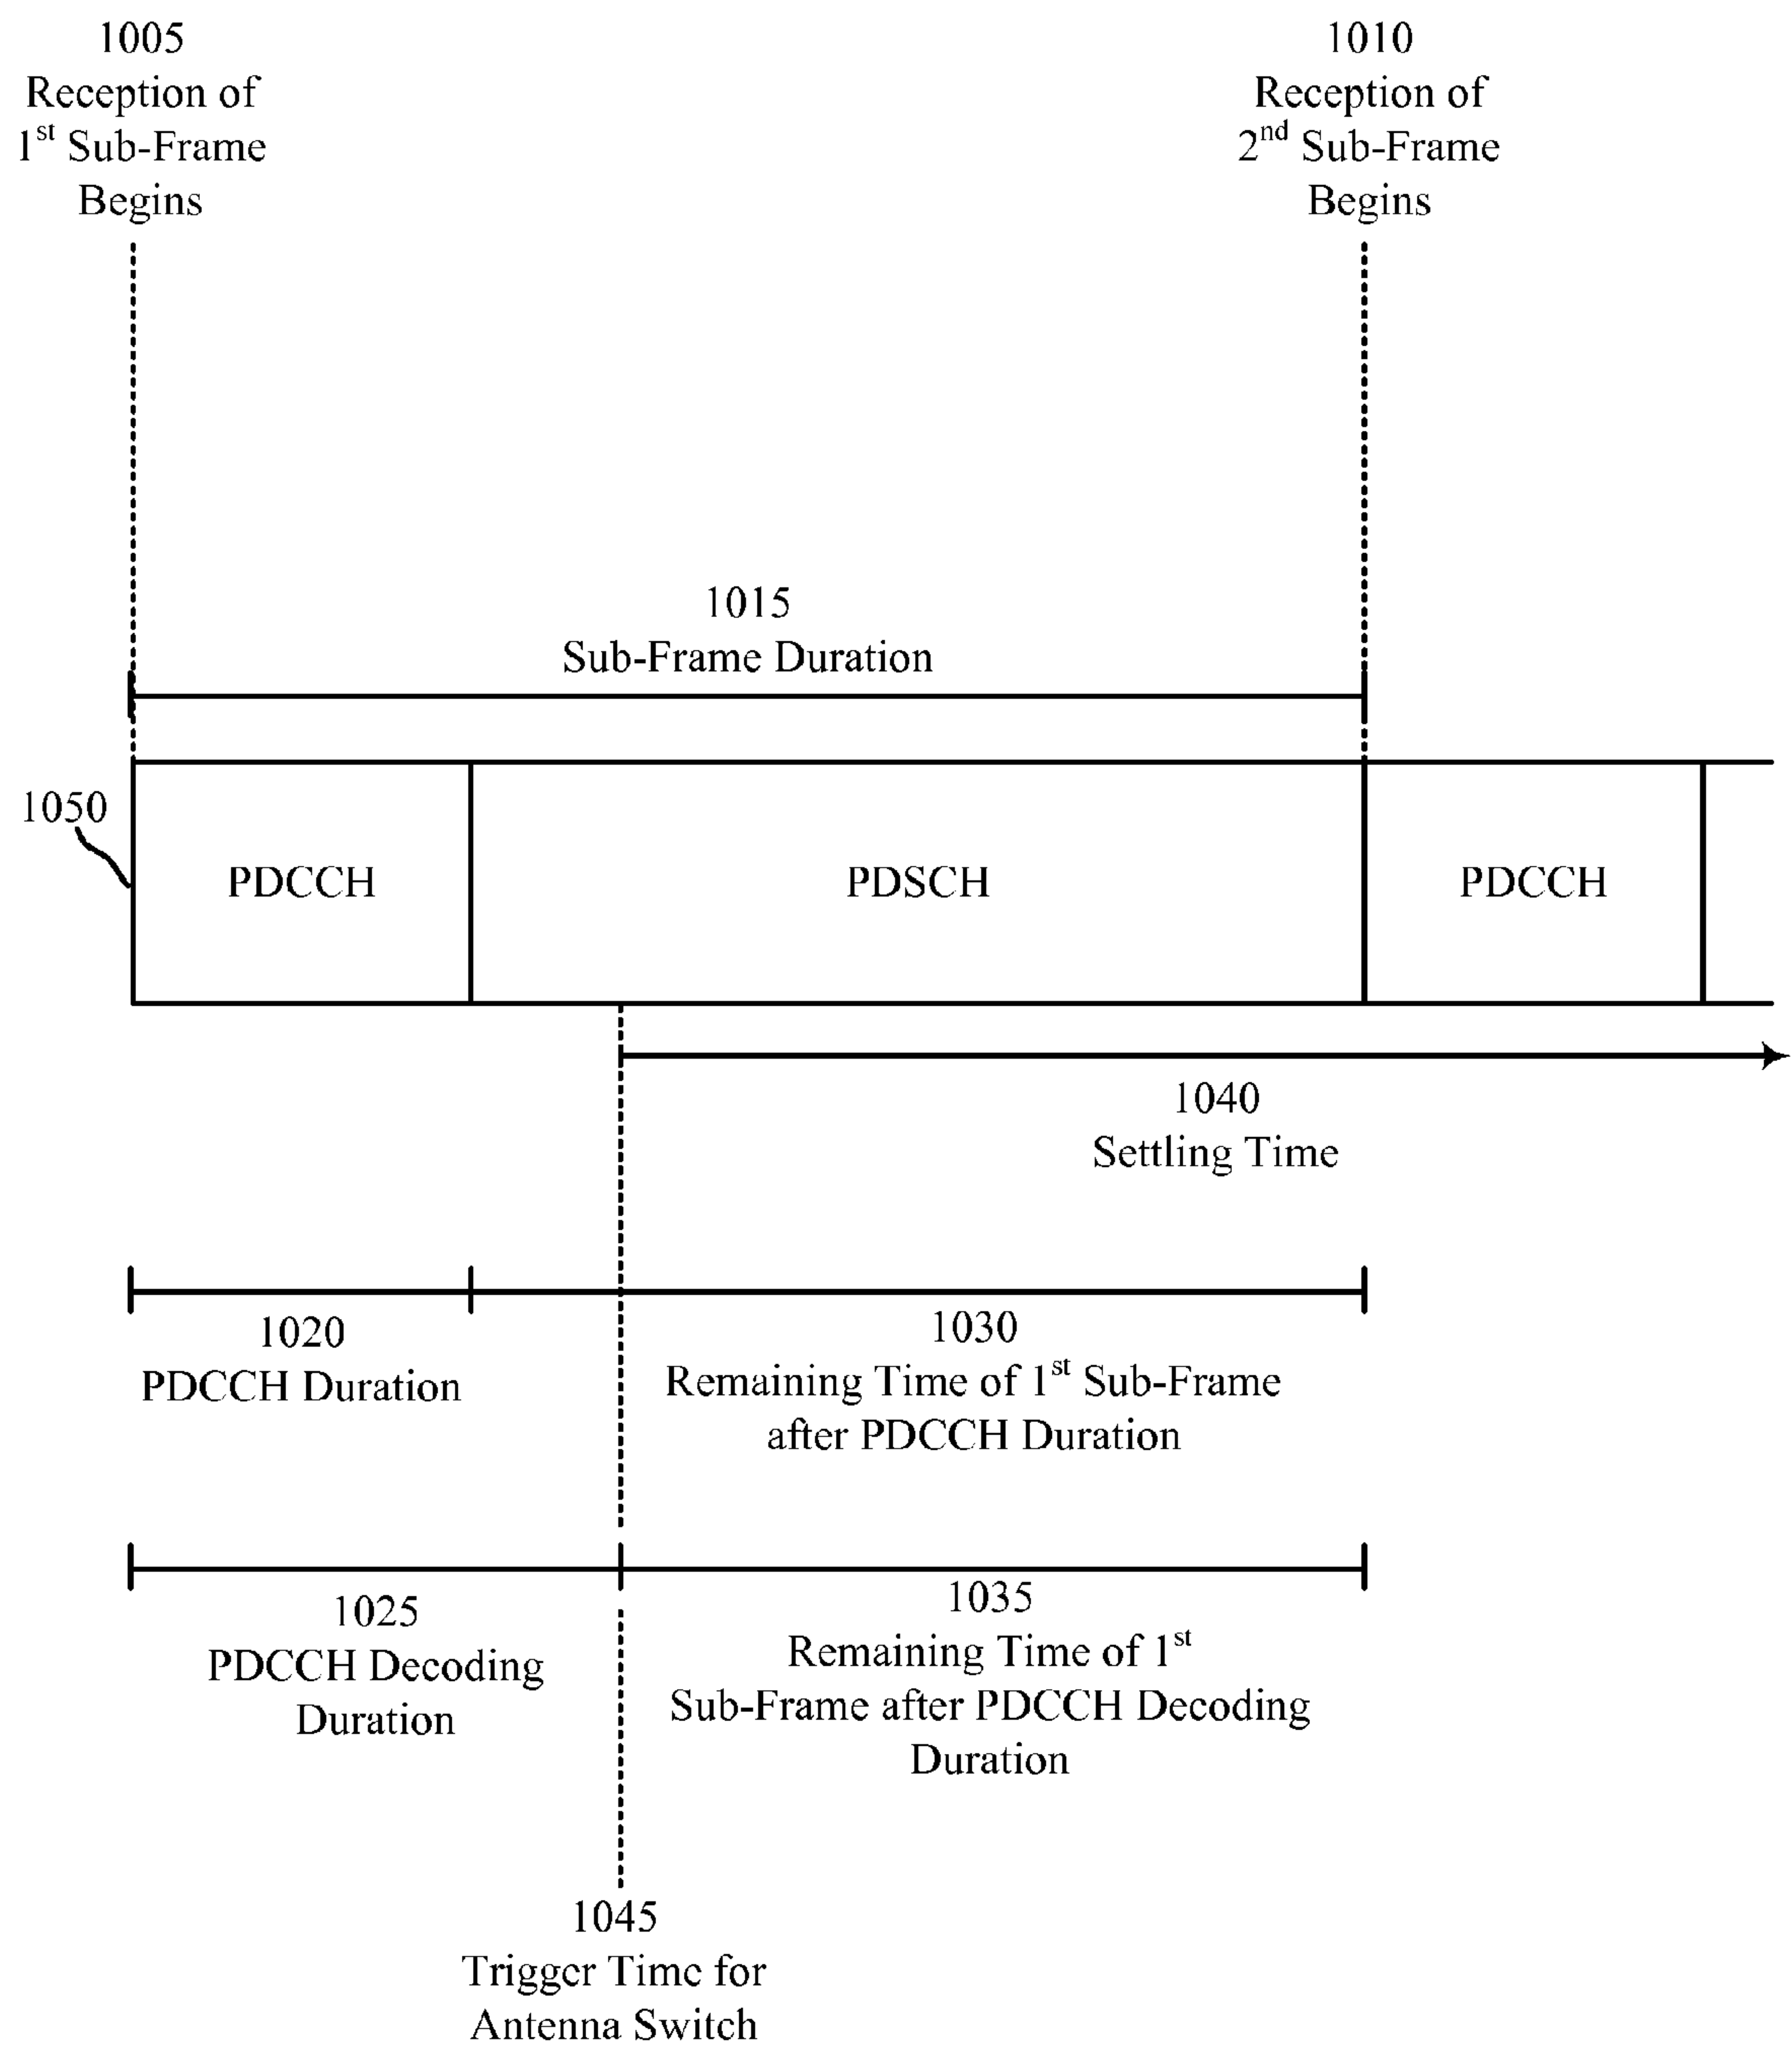 1005
Reception of
1st Sub-Frame
Begins
1010
Reception of
2nd Sub-Frame
Begins
1015
Sub-Frame Duration
1050
PDCCH
PDSCH
PDCCH
1040
Settling Time
1020
PDCCH Duration
1030
Remaining Time of 1st Sub-Frame
after PDCCH Duration
1025
PDCCH Decoding
Duration
1035
Remaining Time of 1st
Sub-Frame after PDCCH Decoding
Duration
1045
Trigger Time for
Antenna Switch